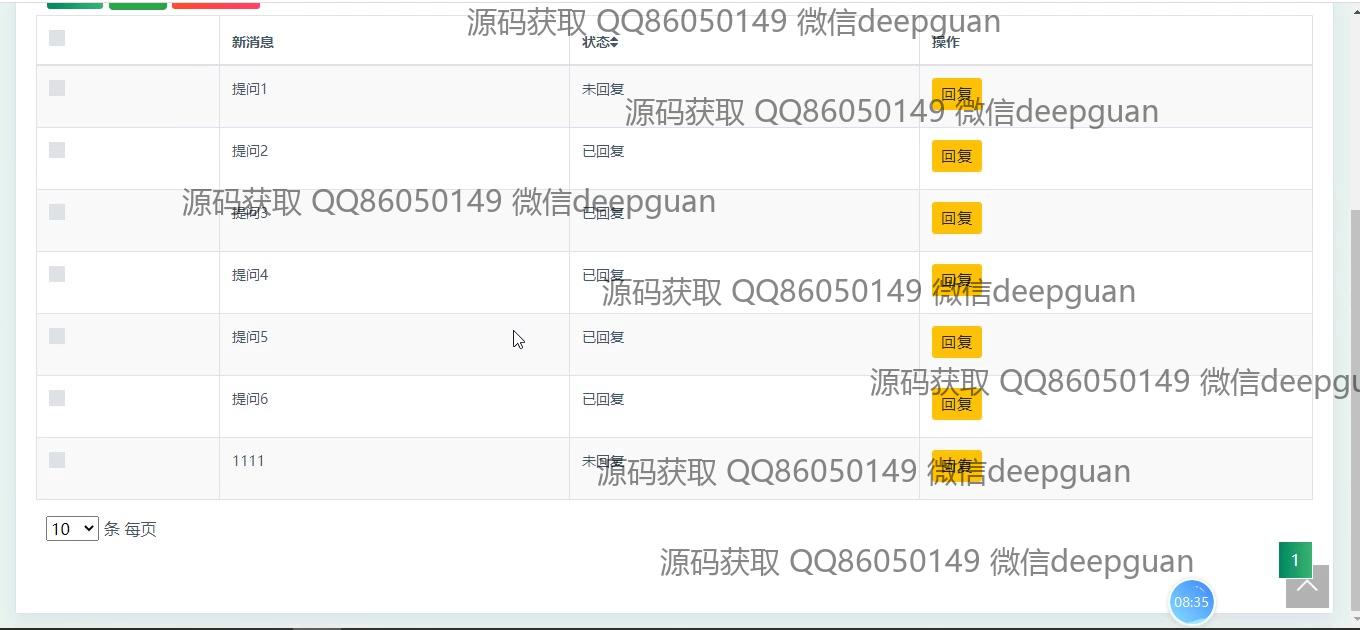 源码获取 QQ86050149 微信deepguan
新消息 状态 操作
提问1 未回复 回复
源码获取 QQ86050149 微信deepguan
提问2 已回复 回复
源码获取 QQ86050149 微信deepguan
提问3 已回复 回复
提问4 已回复 回复
源码获取 QQ86050149 微信deepguan
提问5 已回复 回复
源码获取 QQ86050149 微信deepgu
提问6 已回复 回复
1111 未回复 回复
源码获取 QQ86050149 微信deepguan
10 条 每页
源码获取 QQ86050149 微信deepguan
1
08:35